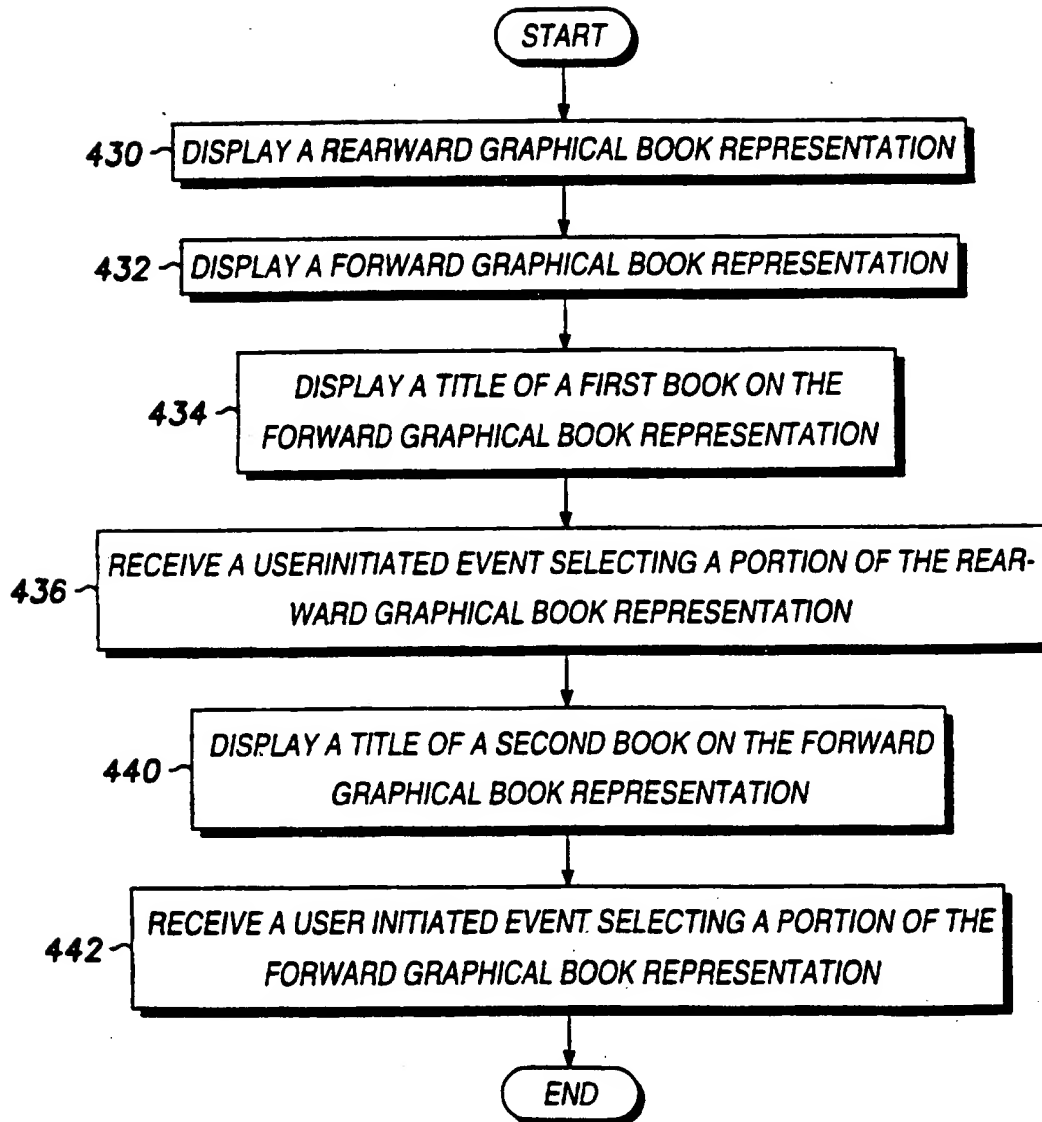 START
430 DISPLAY A REARWARD GRAPHICAL BOOK REPRESENTATION
432 DISPLAY A FORWARD GRAPHICAL BOOK REPRESENTATION
DISPLAY A TITLE OF A FIRST BOOK ON THE
434 FORWARD GRAPHICAL BOOK REPRESENTATION
RECEIVE A USERINITIATED EVENT SELECTING A PORTION OF THE REAR-
436 WARD GRAPHICAL BOOK REPRESENTATION
DISPLAY A TITLE OF A SECOND BOOK ON THE FORWARD
440 GRAPHICAL BOOK REPRESENTATION
RECEIVE A USER INITIATED EVENT SELECTING A PORTION OF THE
442 FORWARD GRAPHICAL BOOK REPRESENTATION
END